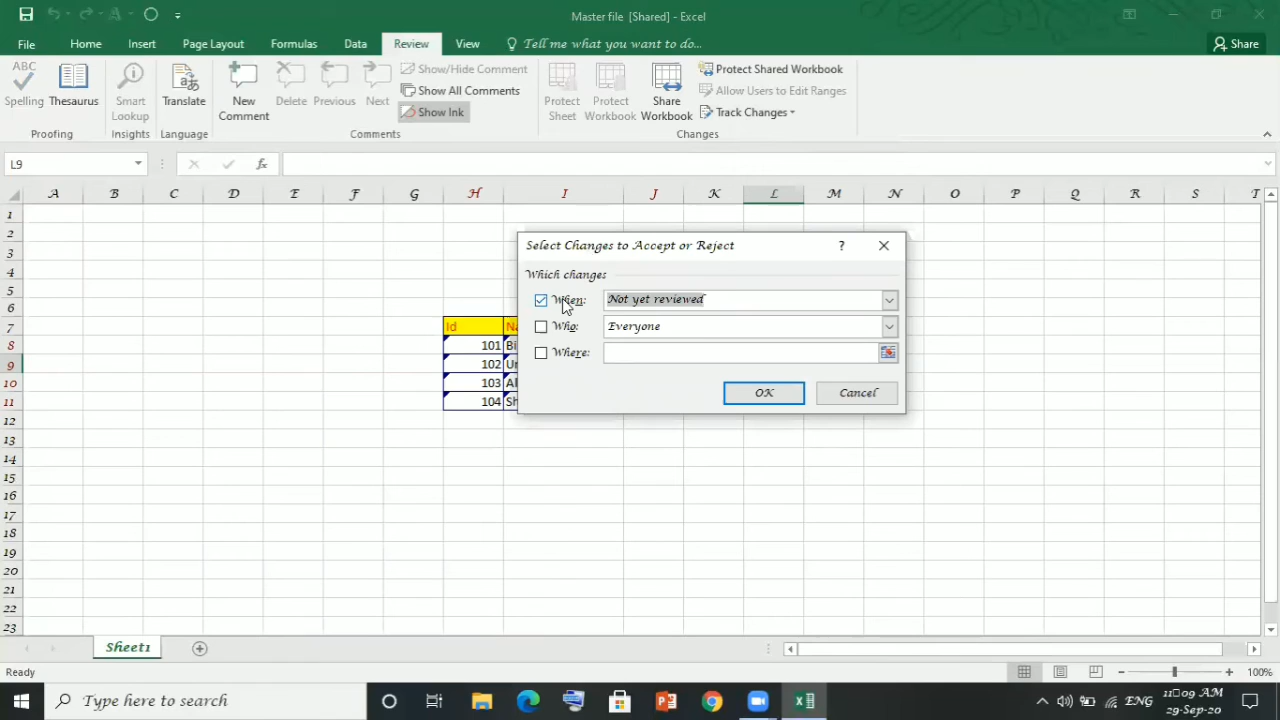 Master file [Shared] - Excel
File Home Insert Page Layout Formulas Data Review View Tell me what you want to do... Share
ABC
Spelling Thesaurus Smart Lookup Translate New Comment Delete Previous Next
Show/Hide Comment
Show All Comments
Show Ink
Protect Sheet Protect Workbook Share Workbook
Protect Shared Workbook
Allow Users to Edit Ranges
Track Changes
Proofing Insights Language Comments Changes
L9 fx
A B C D E F G H I J K L M N O P Q R S T
1
2
3
4
5
6
7 Id
8 101
9 102
10 103
11 104
12
13
14
15
16
17
18
19
20
21
22
23
Select Changes to Accept or Reject ?
Which changes
When: Not yet reviewed
Who: Everyone
Where:
OK Cancel
Sheet1
Ready 100%
Type here to search ENG
29-Sep-20